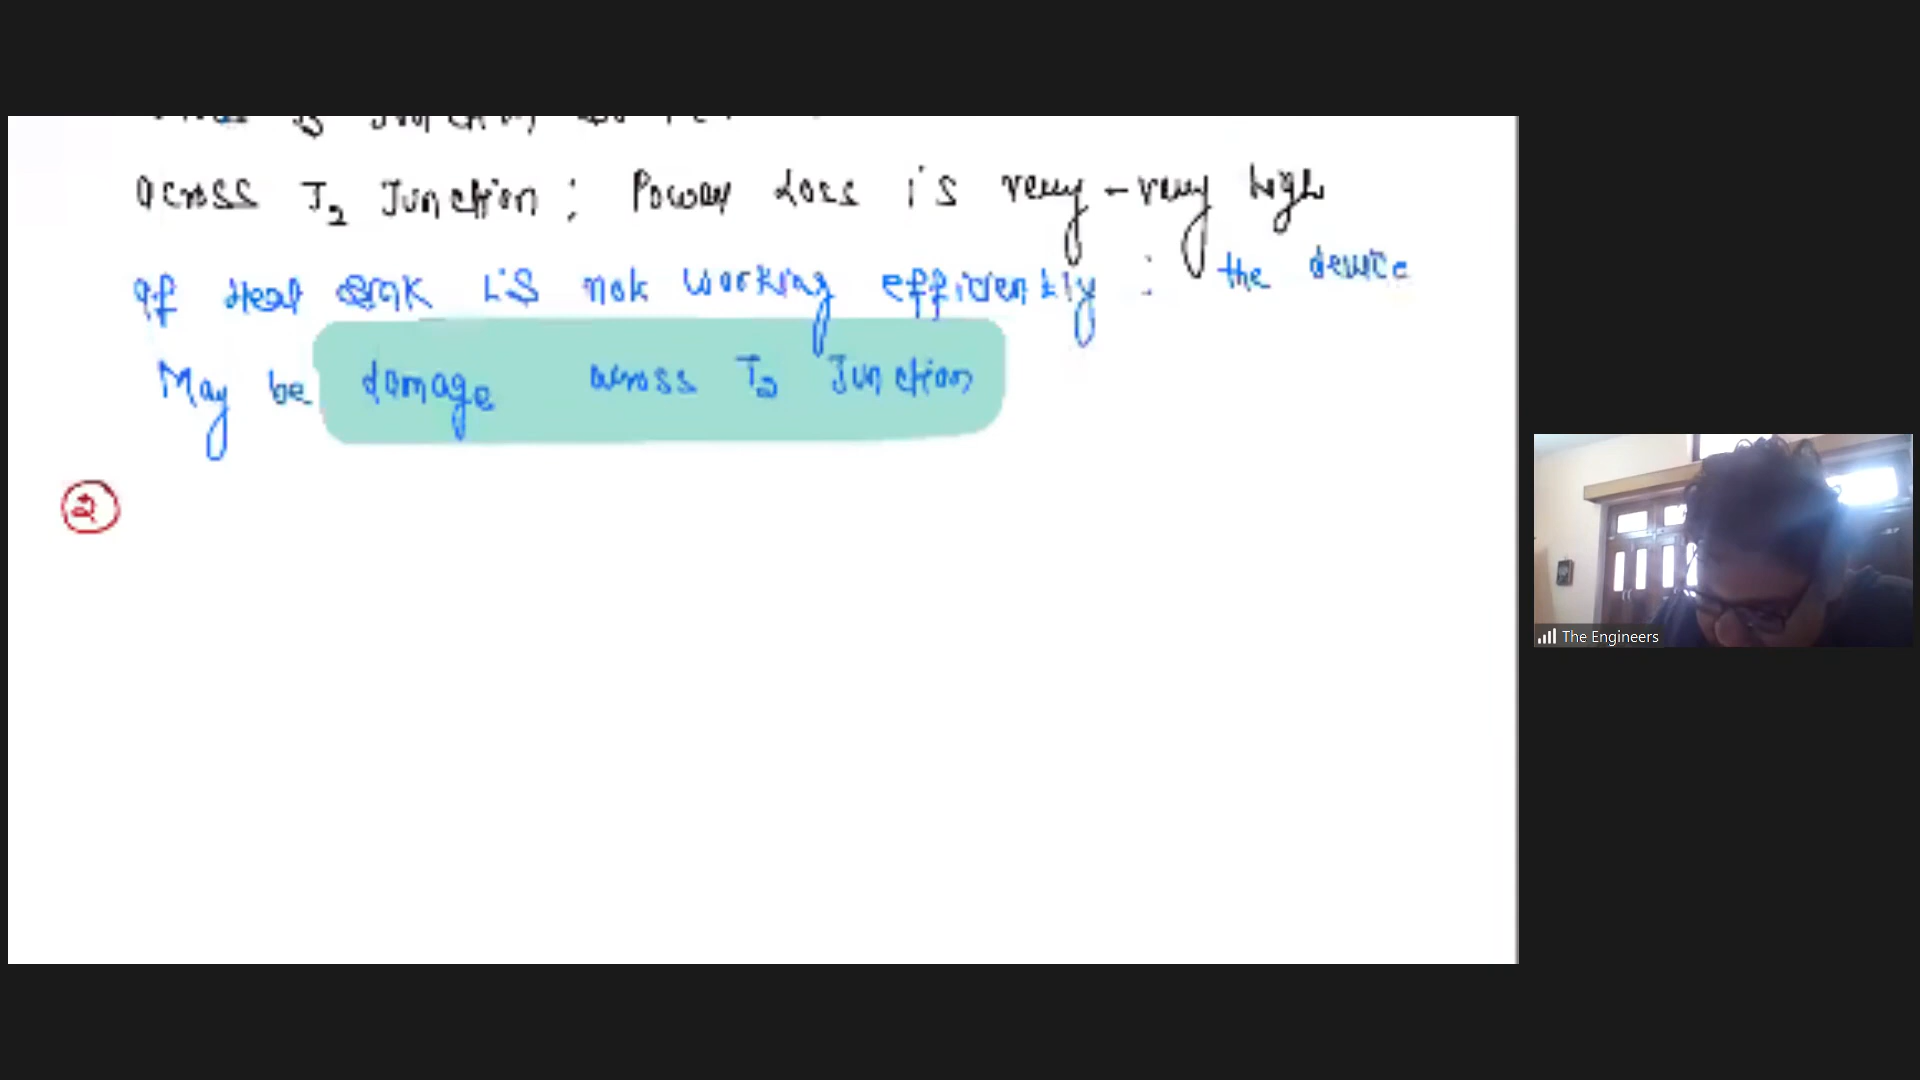 across J2 Junction : Power Loss is very-very high
If Heat sink is not working efficiently : the device
May be damage across J2 Junction
2
The Engineers